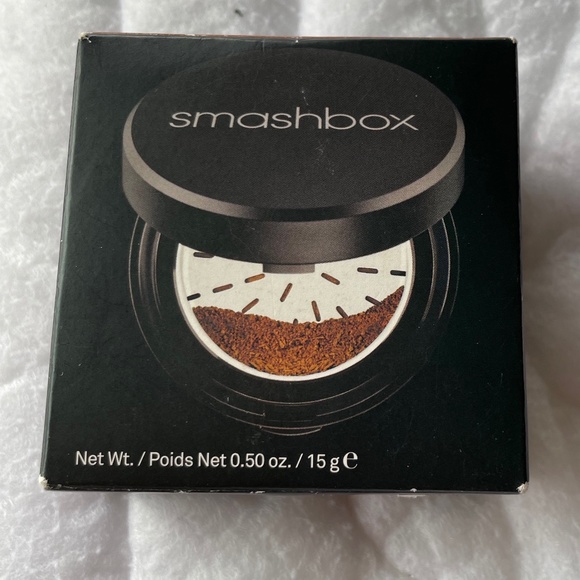 smashbox
Net Wt. / Poids Net 0.50 oz. / 15 g ℮